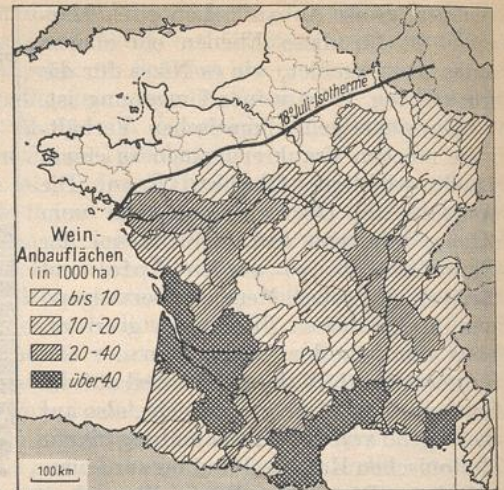 18° Juli-Isotherme
Wein-
Anbauflächen
(in 1000 ha)
bis 10
10-20
20-40
über 40
100 km